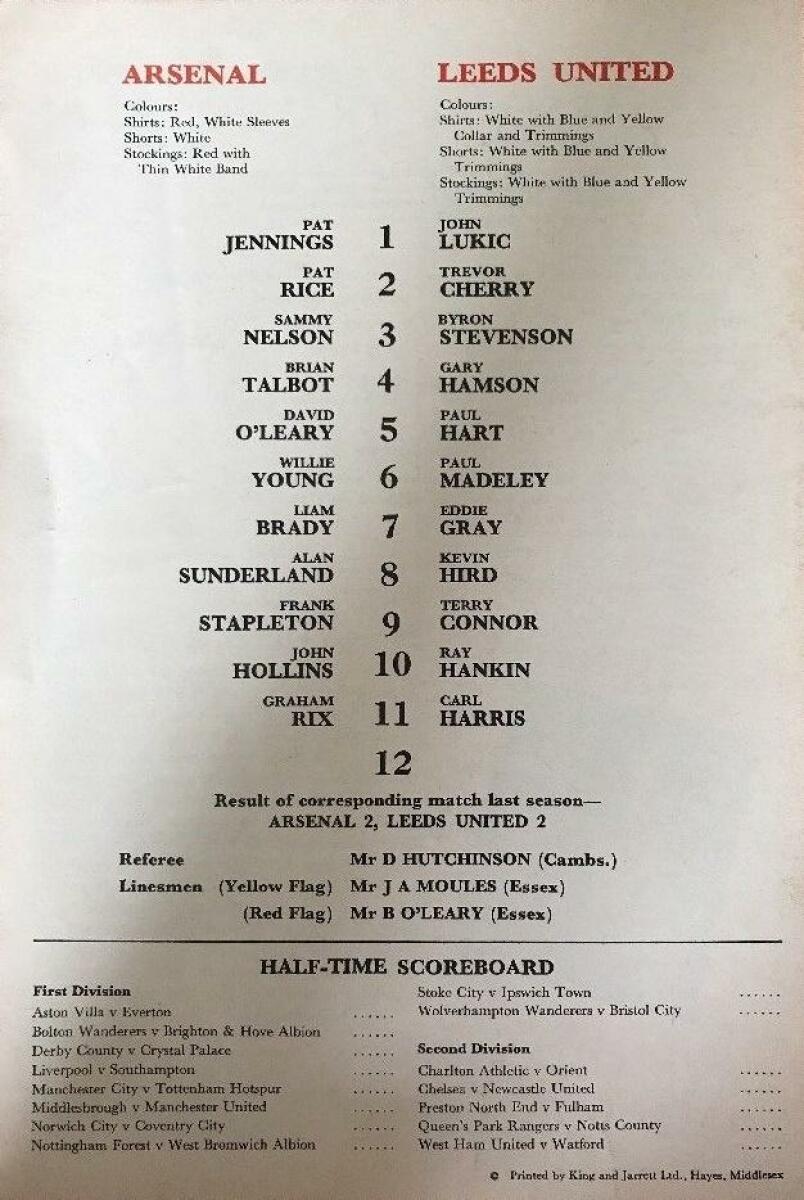 ARSENAL
Colours:
Shirts: Red, White Sleeves
Shorts: White
Stockings: Red with
Thin White Band
LEEDS UNITED
Colours:
Shirts: White with Blue and Yellow
Collar and Trimmings
Shorts: White with Blue and Yellow
Trimmings
Stockings: White with Blue and Yellow
Trimmings
PAT JOHN
JENNINGS 1 LUKIC
PAT TREVOR
RICE 2 CHERRY
SAMMY BYRON
NELSON 3 STEVENSON
BRIAN GARY
TALBOT 4 HAMSON
DAVID PAUL
O'LEARY 5 HART
WILLIE PAUL
YOUNG 6 MADELEY
LIAM EDDIE
BRADY 7 GRAY
ALAN KEVIN
SUNDERLAND 8 HIRD
FRANK TERRY
STAPLETON 9 CONNOR
JOHN RAY
HOLLINS 10 HANKIN
GRAHAM CARL
RIX 11 HARRIS
12
Result of corresponding match last season—
ARSENAL 2, LEEDS UNITED 2
Referee Mr D HUTCHINSON (Cambs.)
Linesmen (Yellow Flag) Mr J A MOULES (Essex)
(Red Flag) Mr B O'LEARY (Essex)
HALF-TIME SCOREBOARD
First Division
Aston Villa v Everton ......
Bolton Wanderers v Brighton & Hove Albion ......
Derby County v Crystal Palace ......
Liverpool v Southampton ......
Manchester City v Tottenham Hotspur ......
Middlesbrough v Manchester United ......
Norwich City v Coventry City ......
Nottingham Forest v West Bromwich Albion ......
Stoke City v Ipswich Town ......
Wolverhampton Wanderers v Bristol City ......
Second Division
Charlton Athletic v Orient ......
Chelsea v Newcastle United ......
Preston North End v Fulham ......
Queen's Park Rangers v Notts County ......
West Ham United v Watford ......
© Printed by King and Jarrett Ltd., Hayes, Middlesex